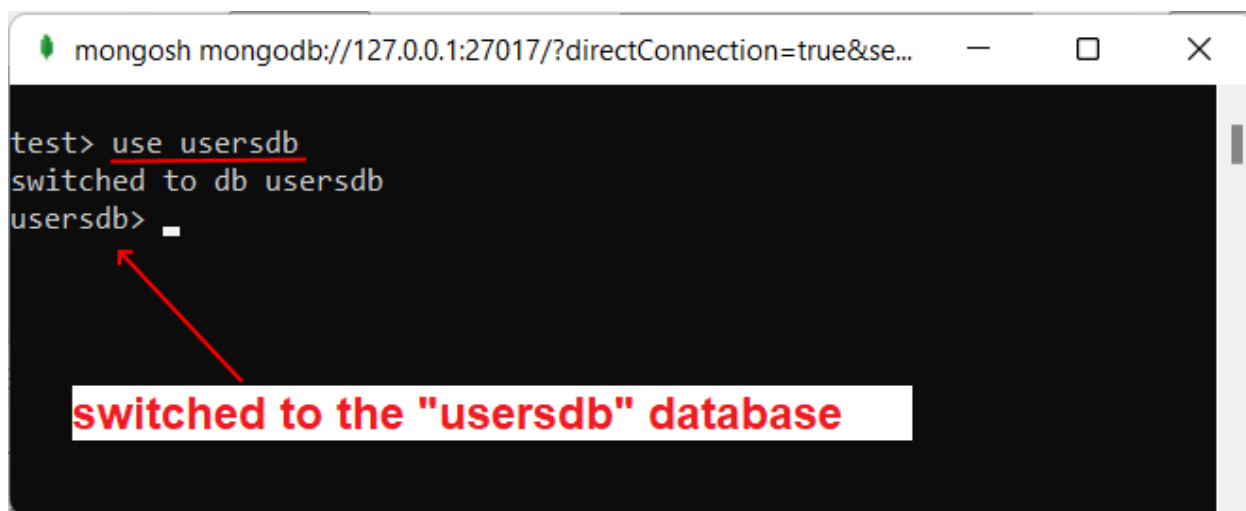 mongosh mongodb://127.0.0.1:27017/?directConnection=true&se...
test> use usersdb
switched to db usersdb
usersdb>
switched to the "usersdb" database